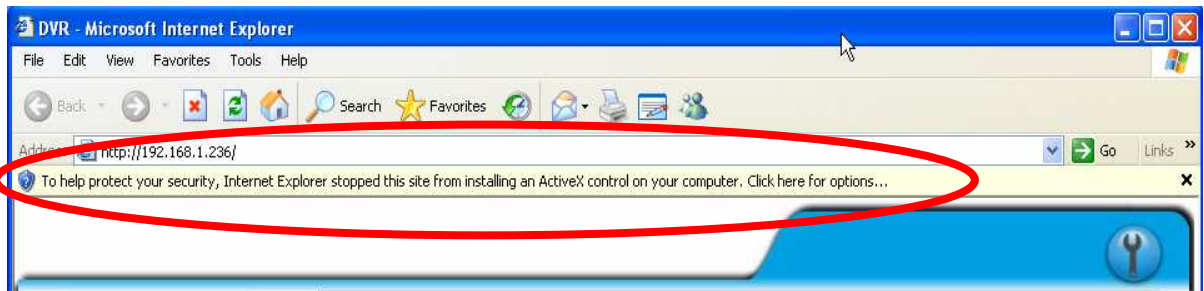 DVR - Microsoft Internet Explorer
File Edit View Favorites Tools Help
Back Search Favorites
Address http://192.168.1.236/ Go Links »
To help protect your security, Internet Explorer stopped this site from installing an ActiveX control on your computer. Click here for options...